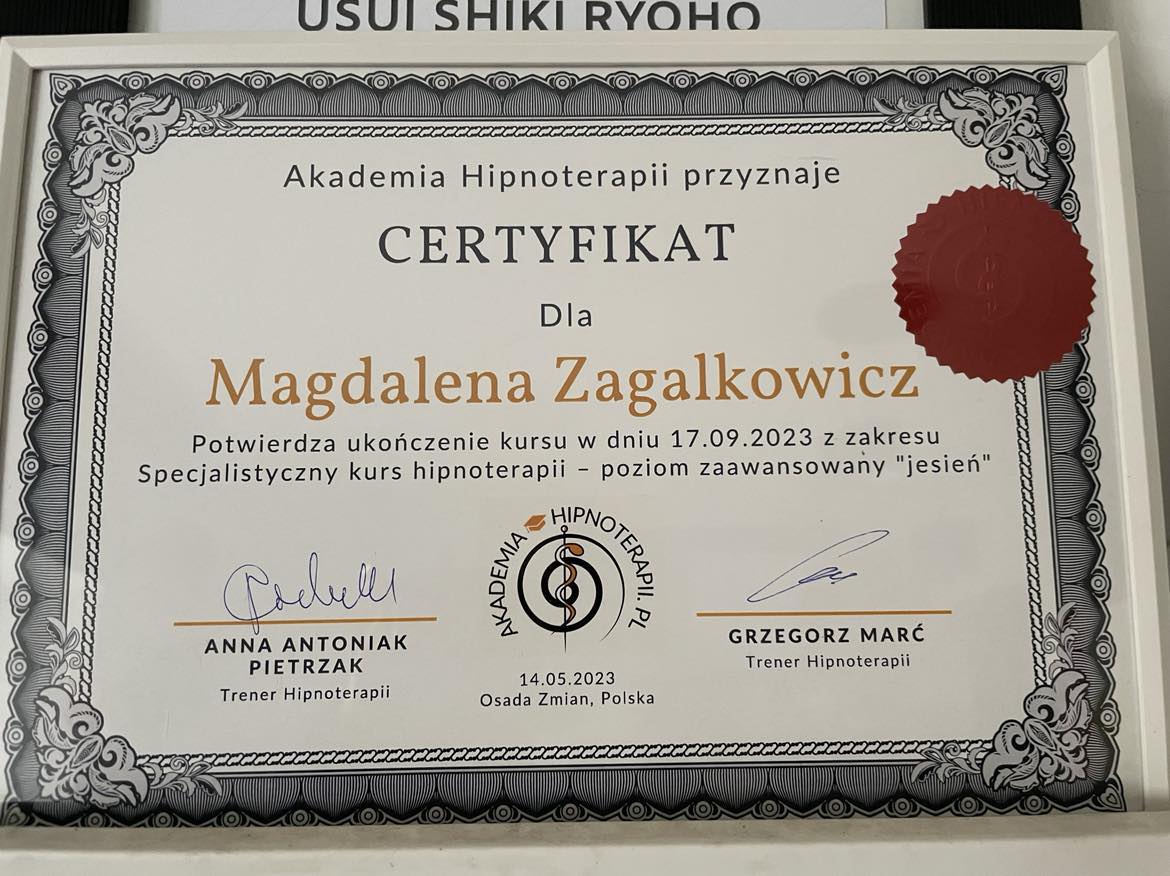 USUI SHIKI RYOHO
Akademia Hipnoterapii przyznaje
CERTYFIKAT
Dla
Magdalena Zagalkowicz
Potwierdza ukończenie kursu w dniu 17.09.2023 z zakresu
Specjalistyczny kurs hipnoterapii – poziom zaawansowany "jesień"
AKADEMIA HIPNOTERAPII.PL
ANNA ANTONIAK
PIETRZAK
Trener Hipnoterapii
14.05.2023
Osada Zmian, Polska
GRZEGORZ MARĆ
Trener Hipnoterapii